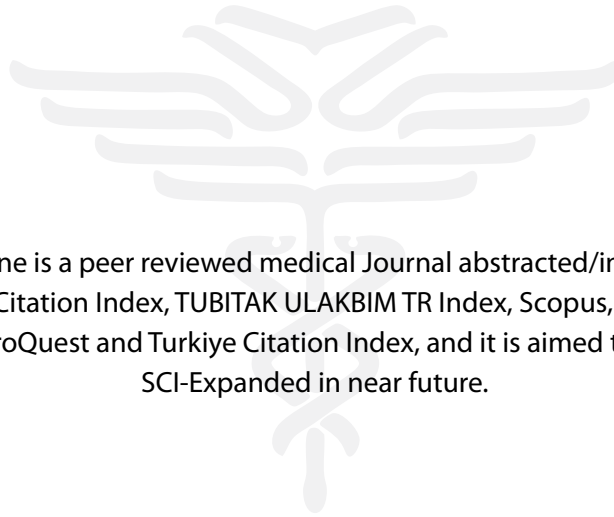 ne is a peer reviewed medical Journal abstracted/in
Citation Index, TUBITAK ULAKBIM TR Index, Scopus,
roQuest and Turkiye Citation Index, and it is aimed t
SCI-Expanded in near future.